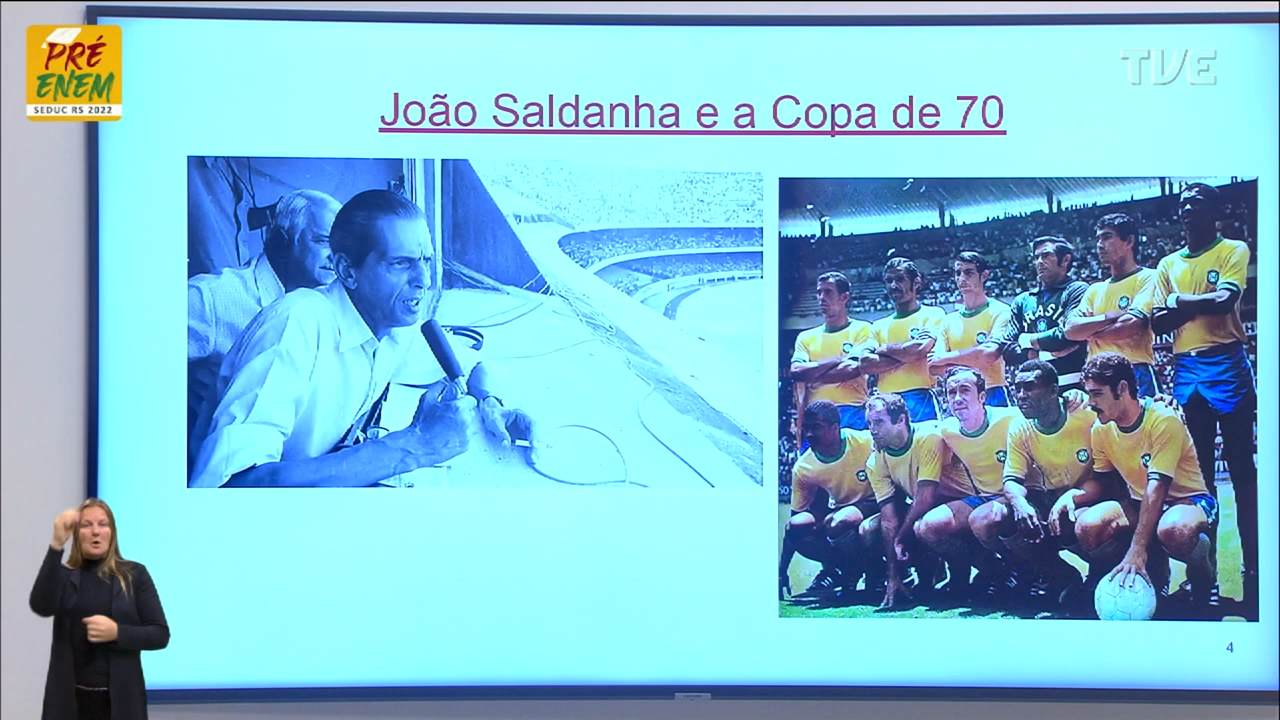 PRÉ
ENEM
SEDUC RS 2022
TVE
João Saldanha e a Copa de 70
BRASIL
4